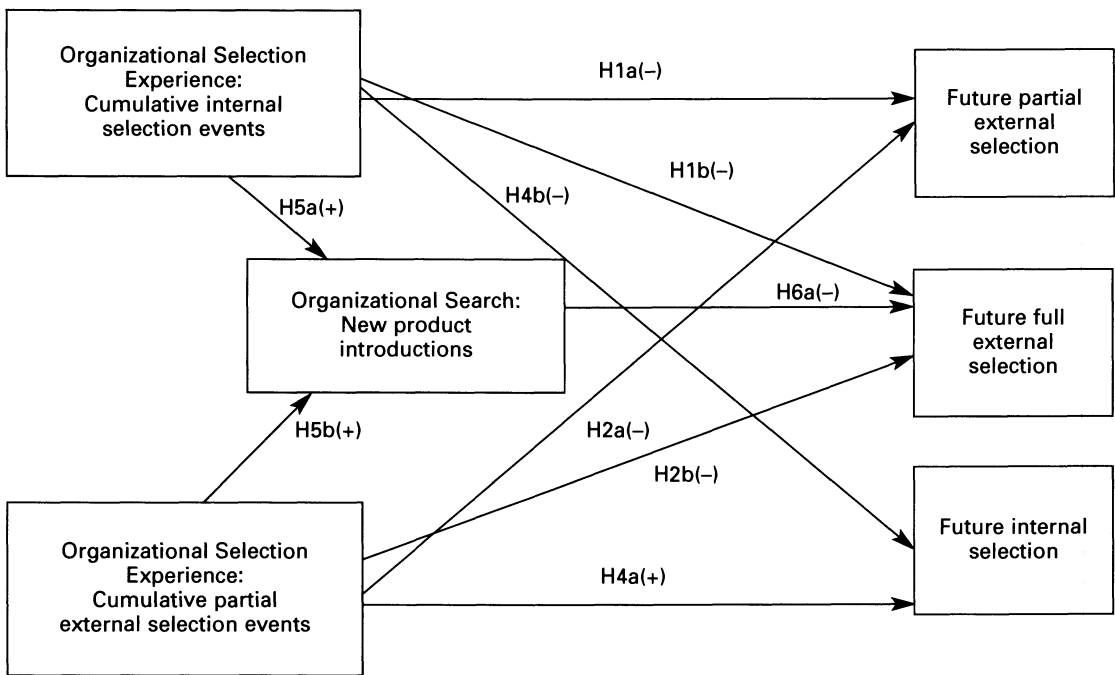 Organizational Selection
Experience:
Cumulative internal
selection events
H1a(–)
Future partial
external
selection
H1b(–)
H4b(–)
H5a(+)
Organizational Search:
New product
introductions
H6a(–)
Future full
external
selection
H5b(+)
H2a(–)
H2b(–)
Organizational Selection
Experience:
Cumulative partial
external selection events
H4a(+)
Future internal
selection